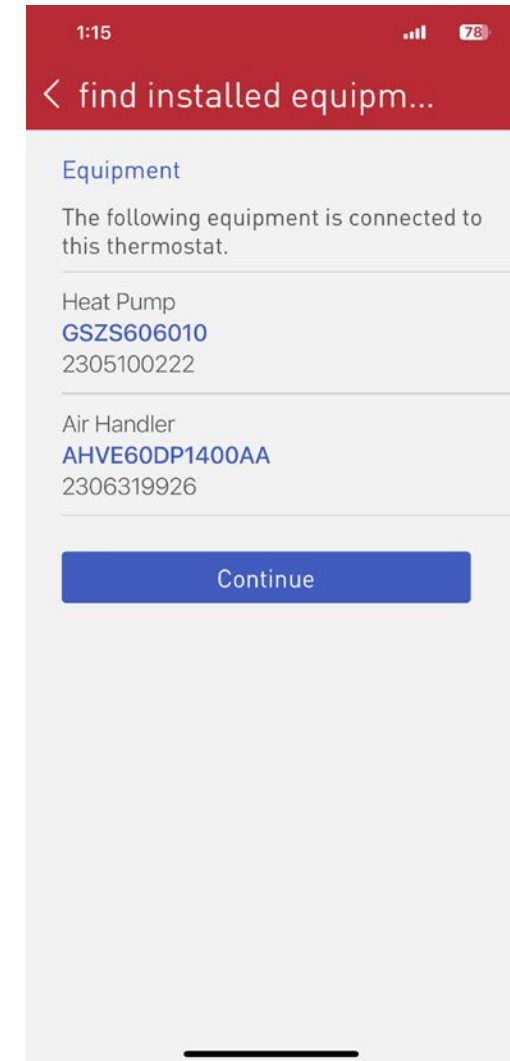 1:15 78
find installed equipm...
Equipment
The following equipment is connected to
this thermostat.
Heat Pump
GSZS606010
2305100222
Air Handler
AHVE60DP1400AA
2306319926
Continue